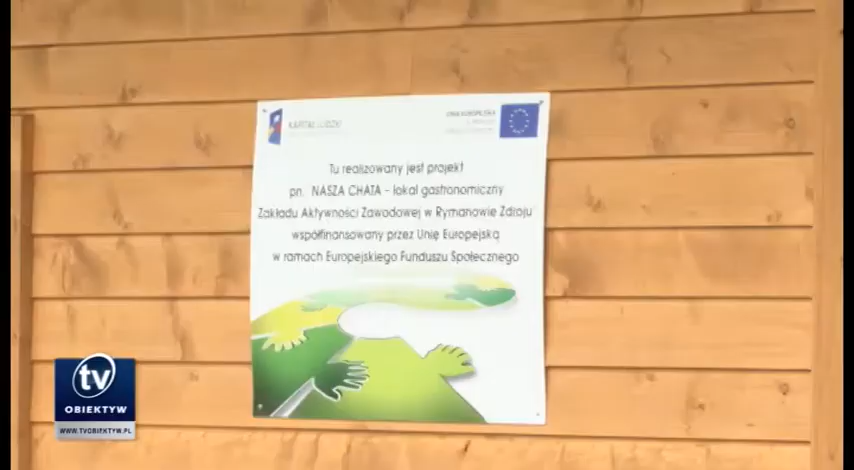 KAPITAŁ LUDZKI
UNIA EUROPEJSKA
Tu realizowany jest projekt
pn. NASZA CHATA - lokal gastronomiczny
Zakładu Aktywności Zawodowej w Rymanowie Zdroju
współfinansowany przez Unię Europejską
w ramach Europejskiego Funduszu Społecznego
tv
OBIEKTYW
WWW.TVOBIEKTYW.PL